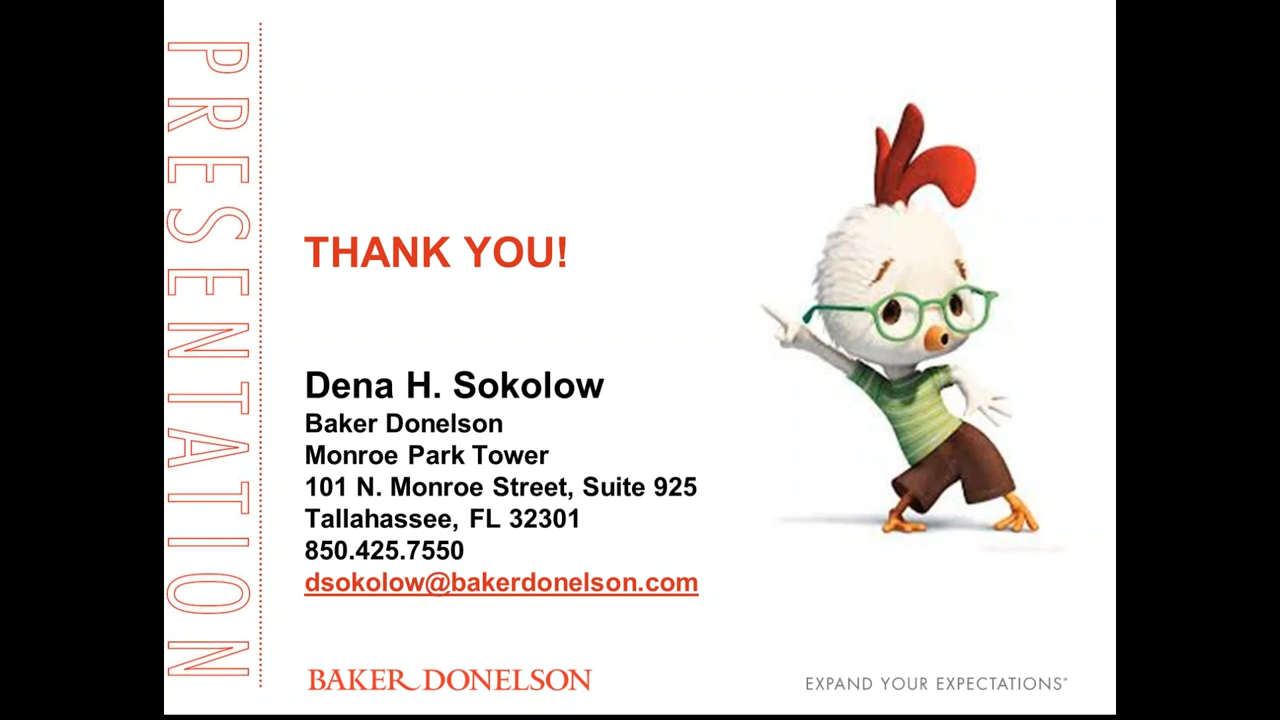 PRESENTATION
THANK YOU!
Dena H. Sokolow
Baker Donelson
Monroe Park Tower
101 N. Monroe Street, Suite 925
Tallahassee, FL 32301
850.425.7550
dsokolow@bakerdonelson.com
BAKER DONELSON
EXPAND YOUR EXPECTATIONS